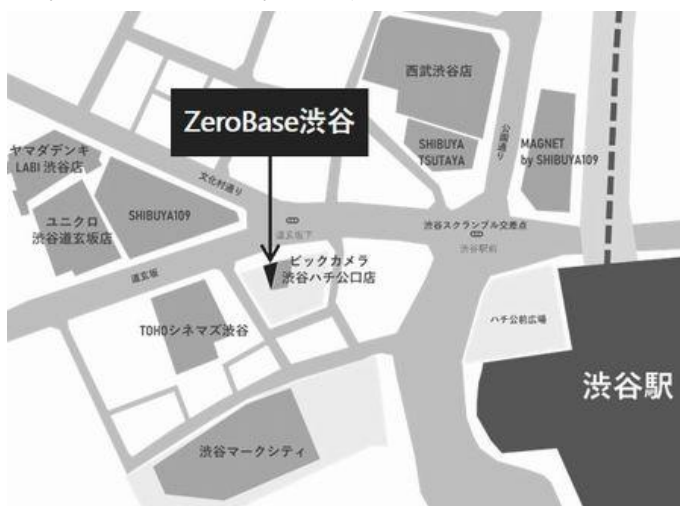 西武渋谷店
ZeroBase渋谷
SHIBUYA
TSUTAYA
公園通り
MAGNET
by SHIBUYA109
ヤマダデンキ
LABI 渋谷店
文化村通り
ユニクロ
渋谷道玄坂店
SHIBUYA109
道玄坂下
渋谷スクランブル交差点
渋谷駅前
道玄坂
ビックカメラ
渋谷ハチ公口店
TOHOシネマズ渋谷
ハチ公前広場
渋谷駅
渋谷マークシティ